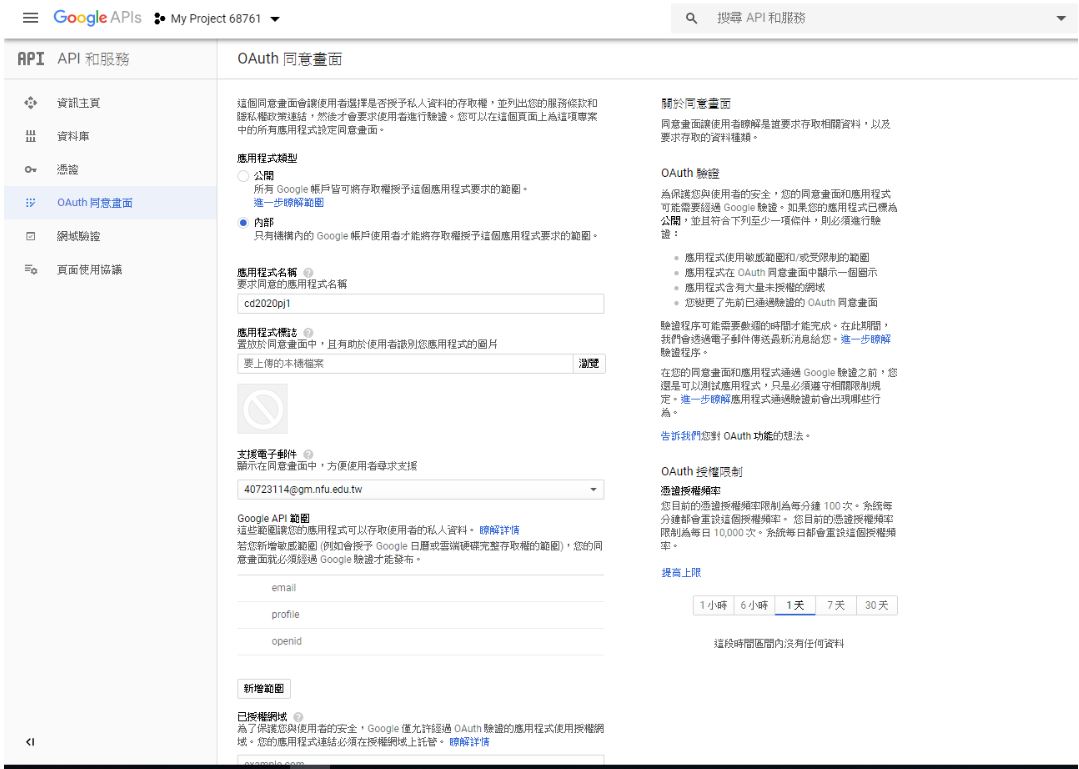 Google APIs My Project 68761 搜尋 API 和服務
API API 和服務
資訊主頁
資料庫
憑證
OAuth 同意畫面
網域驗證
頁面使用協議
OAuth 同意畫面
這個同意畫面會讓使用者選擇是否授予私人資料的存取權，並列出您的服務條款和
隱私權政策連結，然後才會要求使用者進行驗證。您可以在這個頁面上為這項專案
中的所有應用程式設定同意畫面。
應用程式類型
公開
所有 Google 帳戶皆可將存取權授予這個應用程式要求的範圍。
進一步瞭解範圍
內部
只有機構內的 Google 帳戶使用者才能將存取權授予這個應用程式要求的範圍。
應用程式名稱
要求同意的應用程式名稱
cd2020pj1
應用程式標誌
置放於同意畫面中，且有助於使用者識別您應用程式的圖片
要上傳的本機檔案 瀏覽
支援電子郵件
顯示在同意畫面中，方便使用者尋求支援
40723114@gm.nfu.edu.tw
Google API 範圍
這些範圍讓您的應用程式可以存取使用者的私人資料。 瞭解詳情
若您新增敏感範圍 (例如會授予 Google 日曆或雲端硬碟完整存取權的範圍)，您的同
意畫面就必須經過 Google 驗證才能發布。
email
profile
openid
新增範圍
已授權網域
為了保護您與使用者的安全，Google 僅允許經過 OAuth 驗證的應用程式使用授權網
域。您的應用程式連結必須在授權網域上託管。 瞭解詳情
example.com
關於同意畫面
同意畫面讓使用者瞭解是誰要求存取相關資料，以及
要求存取的資料種類。
OAuth 驗證
為保護您與使用者的安全，您的同意畫面和應用程式
可能需要經過 Google 驗證。如果您的應用程式已標為
公開，並且符合下列至少一項條件，則必須進行驗
證：
應用程式使用敏感範圍和/或受限制的範圍
應用程式在 OAuth 同意畫面中顯示一個圖示
應用程式含有大量未授權的網域
您變更了先前已通過驗證的 OAuth 同意畫面
驗證程序可能需要數週的時間才能完成。在此期間，
我們會透過電子郵件傳送最新消息給您。進一步瞭解
驗證程序。
在您的同意畫面和應用程式通過 Google 驗證之前，您
還是可以測試應用程式，只是必須遵守相關限制規
定。進一步瞭解應用程式通過驗證前會出現哪些行
為。
告訴我們您對 OAuth 功能的想法。
OAuth 授權限制
憑證授權頻率
您目前的憑證授權頻率限制為每分鐘 100 次。系統每
分鐘都會重設這個授權頻率。 您目前的憑證授權頻率
限制為每日 10,000 次。系統每日都會重設這個授權頻
率。
提高上限
1 小時 6 小時 1 天 7 天 30 天
這段時間區間內沒有任何資料